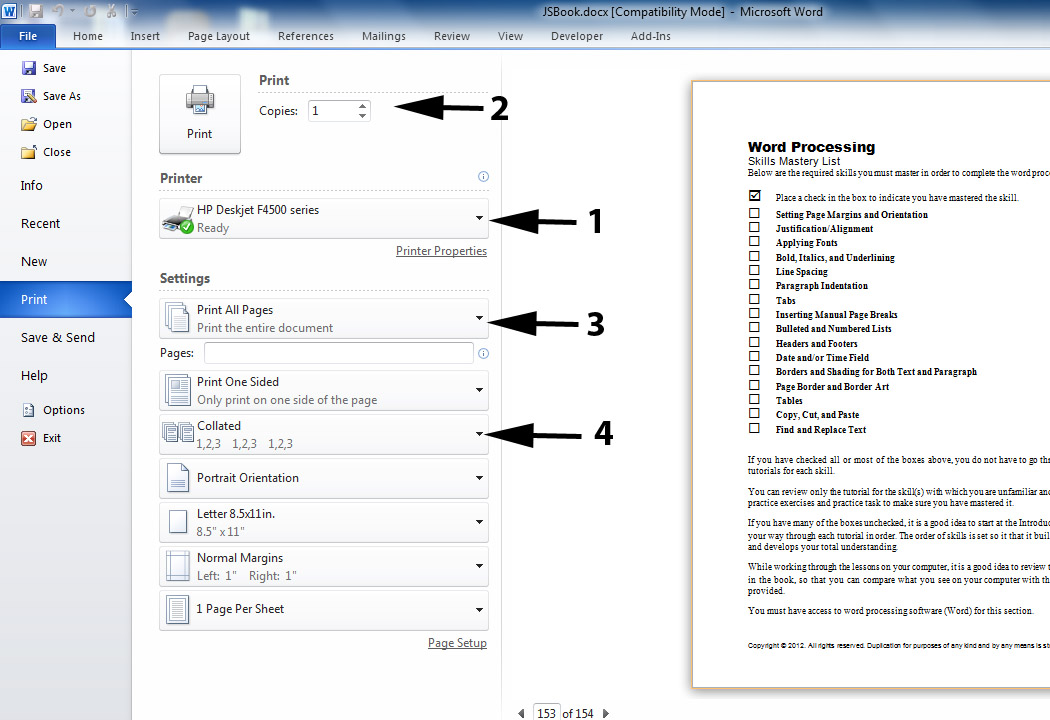 JSBook.docx [Compatibility Mode] - Microsoft Word
File Home Insert Page Layout References Mailings Review View Developer Add-Ins
Save
Save As
Open
Close
Info
Recent
New
Print
Save & Send
Help
Options
Exit
Print
Print
Copies: 1
2
Printer
HP Deskjet F4500 series
Ready
1
Printer Properties
Settings
Print All Pages
Print the entire document
3
Pages:
Print One Sided
Only print on one side of the page
Collated
1,2,3 1,2,3 1,2,3
4
Portrait Orientation
Letter 8.5x11in.
8.5" x 11"
Normal Margins
Left: 1" Right: 1"
1 Page Per Sheet
Page Setup
Word Processing
Skills Mastery List
Below are the required skills you must master in order to complete the word
Place a check in the box to indicate you have mastered the skill.
Setting Page Margins and Orientation
Justification/Alignment
Applying Fonts
Bold, Italics, and Underlining
Line Spacing
Paragraph Indentation
Tabs
Inserting Manual Page Breaks
Bulleted and Numbered Lists
Headers and Footers
Date and/or Time Field
Borders and Shading for Both Text and Paragraph
Page Border and Border Art
Tables
Copy, Cut, and Paste
Find and Replace Text
If you have checked all or most of the boxes above, you do not have to go
tutorials for each skill.
You can review only the tutorial for the skill(s) with which you are unfamiliar and
practice exercises and practice task to make sure you have mastered it.
If you have many of the boxes unchecked, it is a good idea to start at the
your way through each tutorial in order. The order of skills is set so it that it
and develops your total understanding.
While working through the lessons on your computer, it is a good idea to review
in the book, so that you can compare what you see on your computer with
provided.
You must have access to word processing software (Word) for this section.
Copyright © 2012. All rights reserved. Duplication for purposes of any kind and by any means is
153 of 154